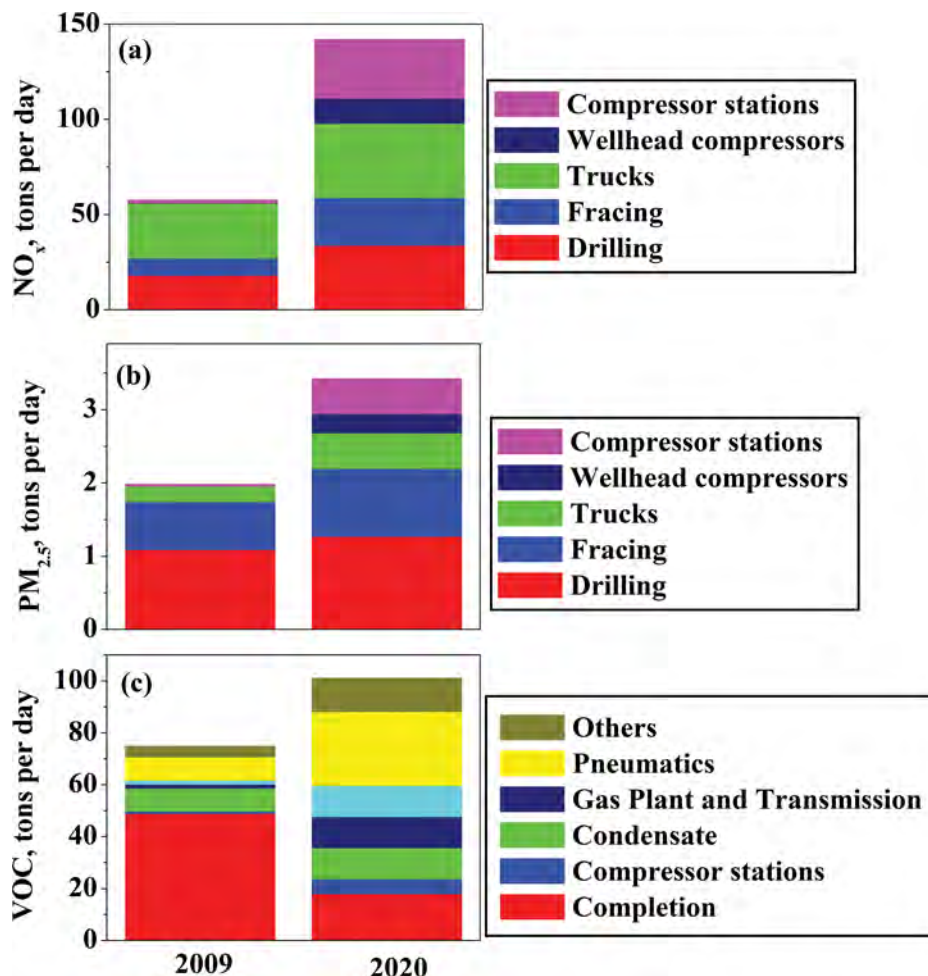 (a)
NOx, tons per day
150
100
50
0
Compressor stations
Wellhead compressors
Trucks
Fracing
Drilling
(b)
PM2.5, tons per day
3
2
1
0
Compressor stations
Wellhead compressors
Trucks
Fracing
Drilling
(c)
VOC, tons per day
100
80
60
40
20
0
Others
Pneumatics
Gas Plant and Transmission
Condensate
Compressor stations
Completion
2009 2020